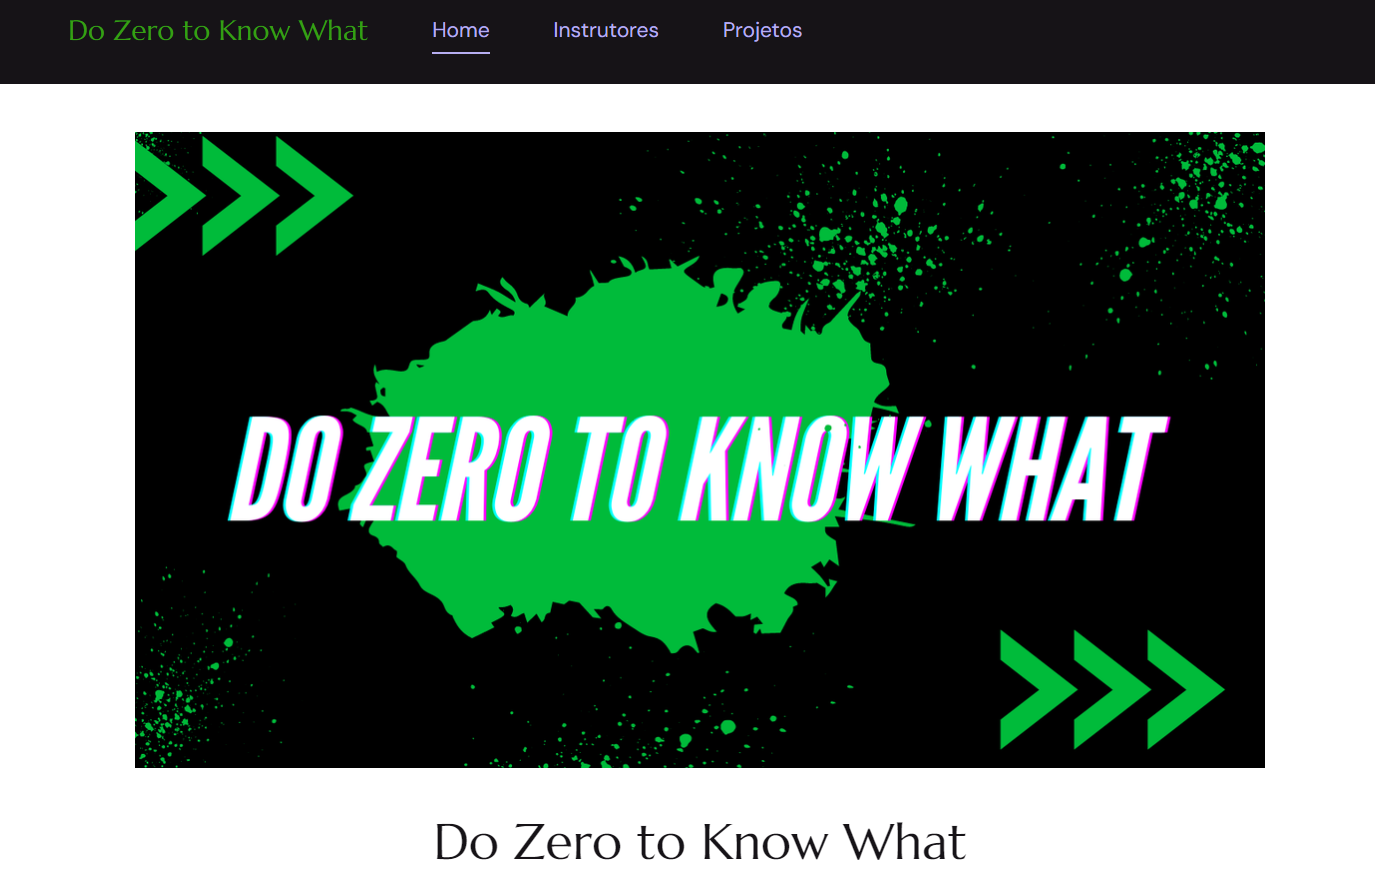 Do Zero to Know What
Home
Instrutores
Projetos
DO ZERO TO KNOW WHAT
Do Zero to Know What